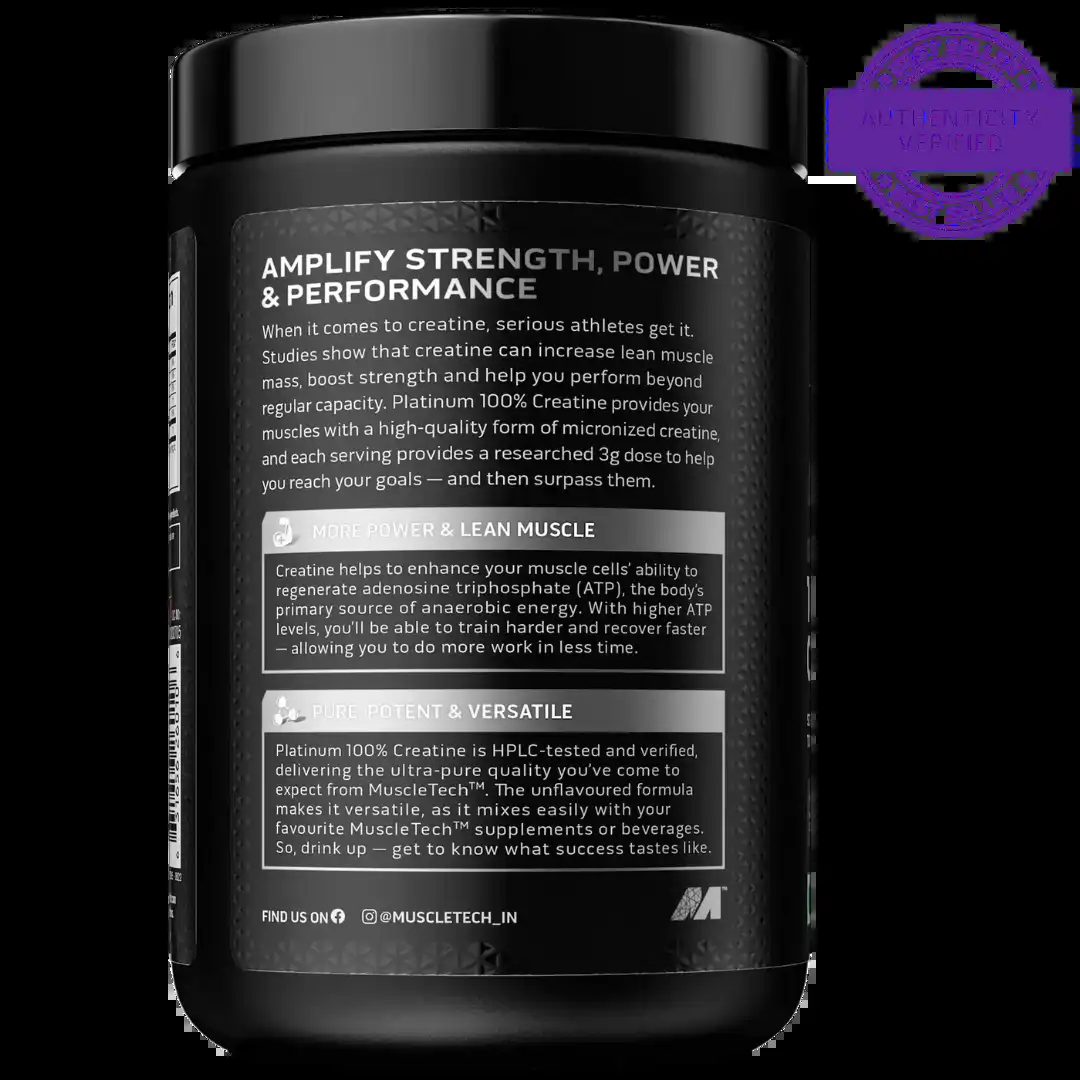 AUTHENTICITY
VERIFIED
AMPLIFY STRENGTH, POWER
& PERFORMANCE
When it comes to creatine, serious athletes get it.
Studies show that creatine can increase lean muscle
mass, boost strength and help you perform beyond
regular capacity. Platinum 100% Creatine provides your
muscles with a high-quality form of micronized creatine,
and each serving provides a researched 3g dose to help
you reach your goals — and then surpass them.
MORE POWER & LEAN MUSCLE
Creatine helps to enhance your muscle cells' ability to
regenerate adenosine triphosphate (ATP), the body's
primary source of anaerobic energy. With higher ATP
levels, you'll be able to train harder and recover faster
— allowing you to do more work in less time.
PURE, POTENT & VERSATILE
Platinum 100% Creatine is HPLC-tested and verified,
delivering the ultra-pure quality you've come to
expect from MuscleTech™. The unflavoured formula
makes it versatile, as it mixes easily with your
favourite MuscleTech™ supplements or beverages.
So, drink up — get to know what success tastes like.
FIND US ON @MUSCLETECH_IN